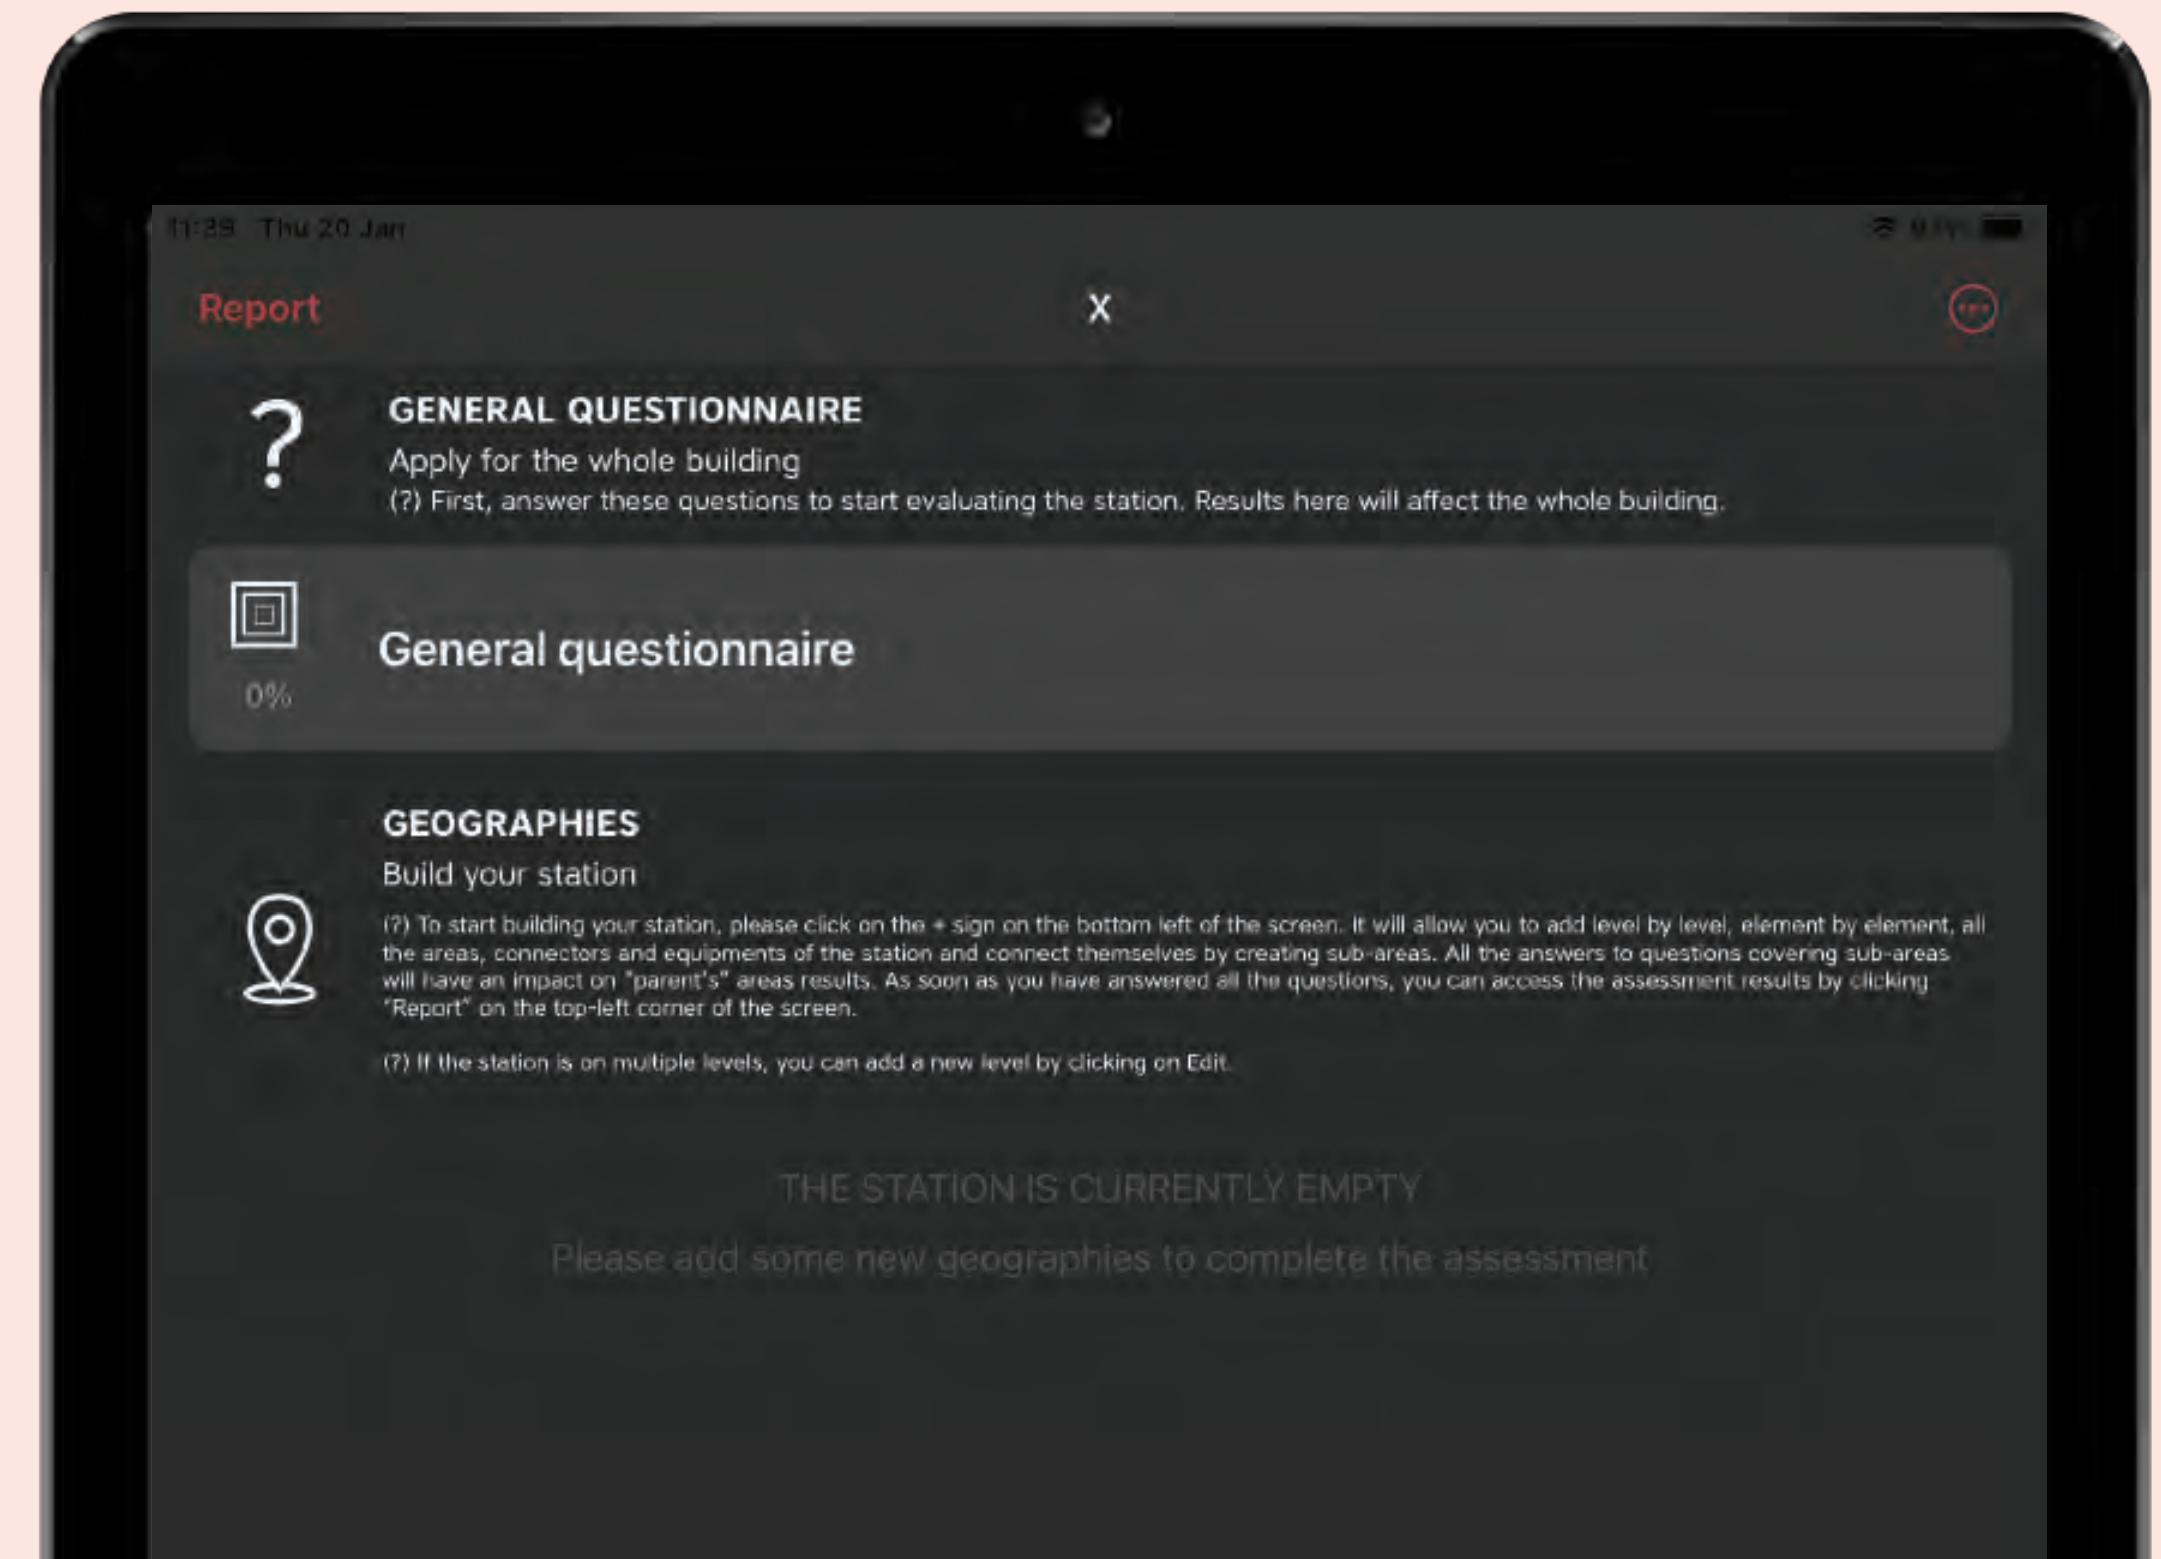 11:39 Thu 20 Jan
Report
X
?
GENERAL QUESTIONNAIRE
Apply for the whole building
(?) First, answer these questions to start evaluating the station. Results here will affect the whole building.
General questionnaire
0%
GEOGRAPHIES
Build your station
(?) To start building your station, please click on the + sign on the bottom left of the screen. It will allow you to add level by level, element by element, all
the areas, connectors and equipments of the station and connect themselves by creating sub-areas. All the answers to questions covering sub-areas
will have an impact on "parent's" areas results. As soon as you have answered all the questions, you can access the assessment results by clicking
"Report" on the top-left corner of the screen.
(?) If the station is on multiple levels, you can add a new level by clicking on Edit.
THE STATION IS CURRENTLY EMPTY
Please add some new geographies to complete the assessment